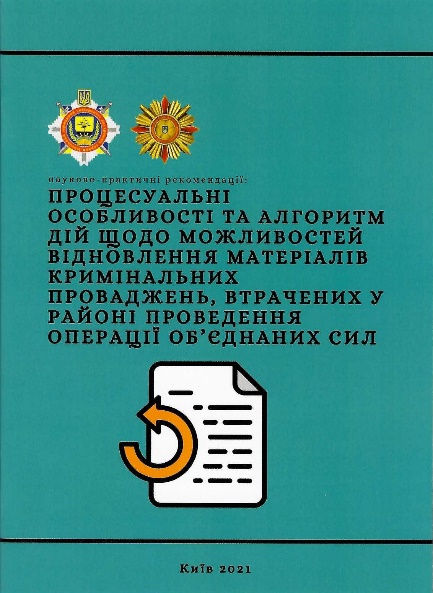 науково-практичні рекомендації:
ПРОЦЕСУАЛЬНІ
ОСОБЛИВОСТІ ТА АЛГОРИТМ
ДІЙ ЩОДО МОЖЛИВОСТЕЙ
ВІДНОВЛЕННЯ МАТЕРІАЛІВ
КРИМІНАЛЬНИХ
ПРОВАДЖЕНЬ, ВТРАЧЕНИХ У
РАЙОНІ ПРОВЕДЕННЯ
ОПЕРАЦІЇ ОБ’ЄДНАНИХ СИЛ
Київ 2021